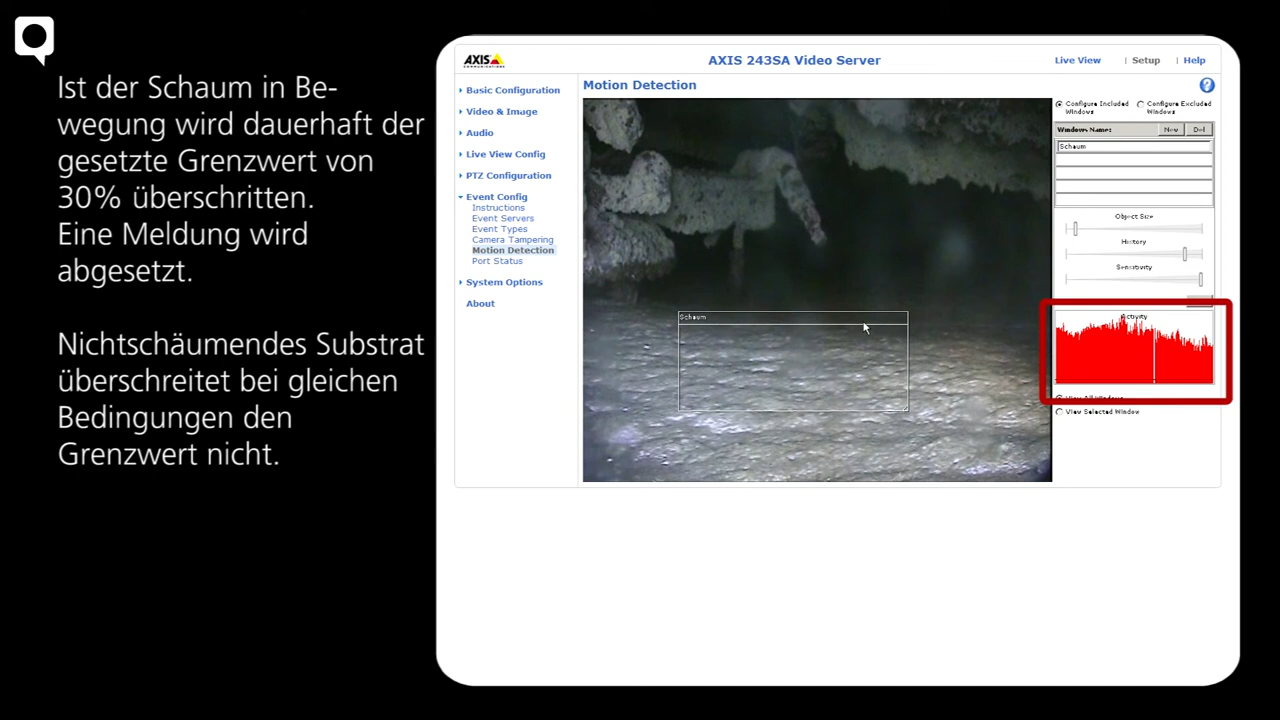 Ist der Schaum in Be-
wegung wird dauerhaft der
gesetzte Grenzwert von
30% überschritten.
Eine Meldung wird
abgesetzt.
Nichtschäumendes Substrat
überschreitet bei gleichen
Bedingungen den
Grenzwert nicht.
AXIS
COMMUNICATIONS
AXIS 243SA Video Server
Live View | Setup | Help
Basic Configuration
Video & Image
Audio
Live View Config
PTZ Configuration
Event Config
Instructions
Event Servers
Event Types
Camera Tampering
Motion Detection
Port Status
System Options
About
Motion Detection
?
Schaum
Configure Included Windows
Configure Excluded Windows
Windows Name:
New
Del
Schaum
Object Size
History
Sensitivity
Activity
View All Windows
View Selected Window